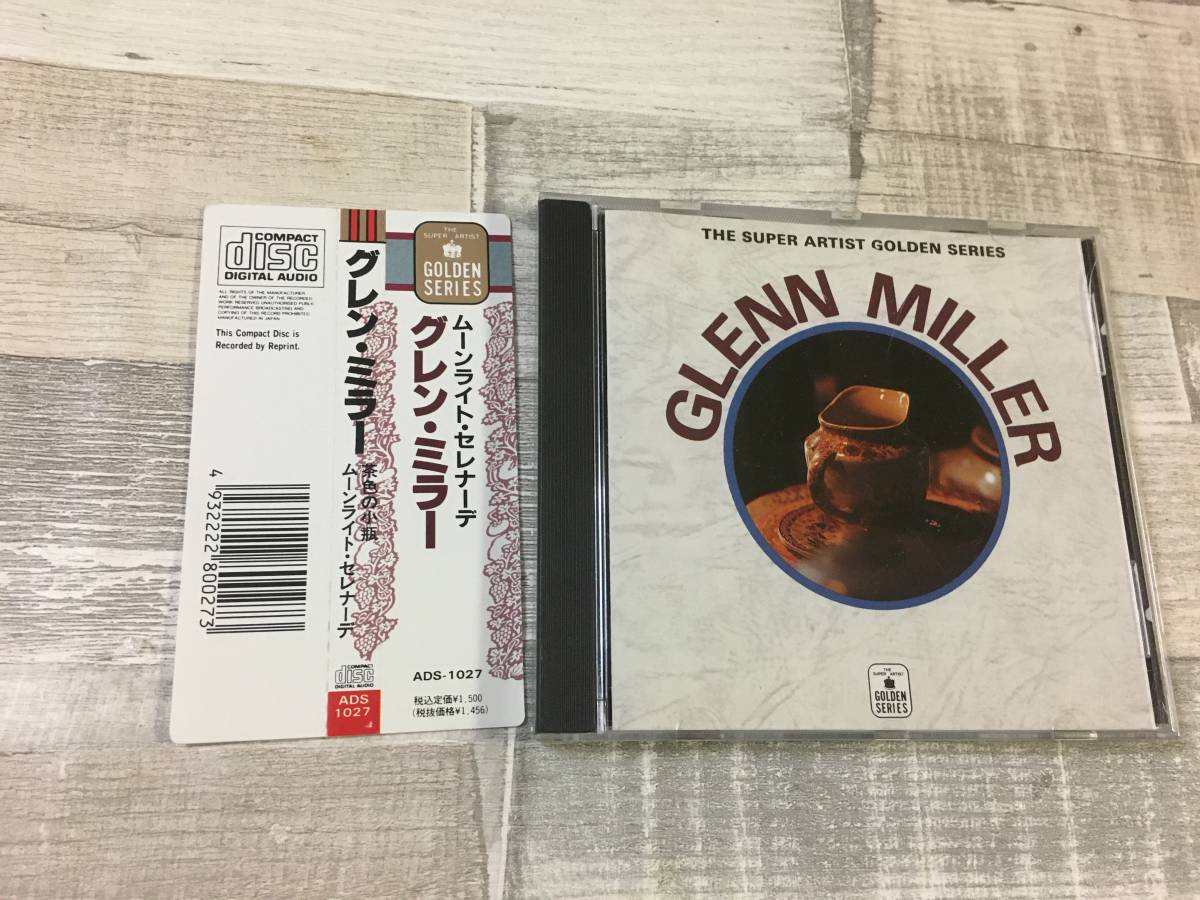 COMPACT
disc
DIGITAL AUDIO
ALL RIGHTS OF THE MANUFACTURER
AND OF THE OWNER OF THE RECORDED
WORK RESERVED UNAUTHORISED PUBLIC
PERFORMANCE BROADCASTING AND
COPYING OF THIS RECORD PROHIBITED
MANUFACTURED IN JAPAN
This Compact Disc is
Recorded by Reprint.
4 932222 800273
グレン・ミラー
茶色の小瓶
ムーンライト・セレナーデ
COMPACT
disc
DIGITAL AUDIO
ADS
1027
THE
SUPER ARTIST
GOLDEN
SERIES
ムーンライト・セレナーデ
グレン・ミラー
ADS-1027
税込定価¥1,500
(税抜価格¥1,456)
THE SUPER ARTIST GOLDEN SERIES
GLENN MILLER
THE
SUPER ARTIST
GOLDEN
SERIES